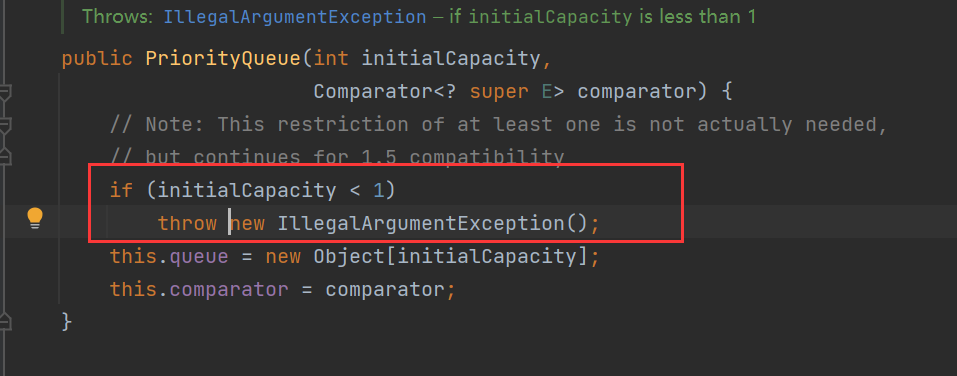 Throws: IllegalArgumentException – if initialCapacity is less than 1
public PriorityQueue(int initialCapacity,
Comparator<? super E> comparator) {
// Note: This restriction of at least one is not actually needed,
// but continues for 1.5 compatibility
if (initialCapacity < 1)
throw new IllegalArgumentException();
this.queue = new Object[initialCapacity];
this.comparator = comparator;
}